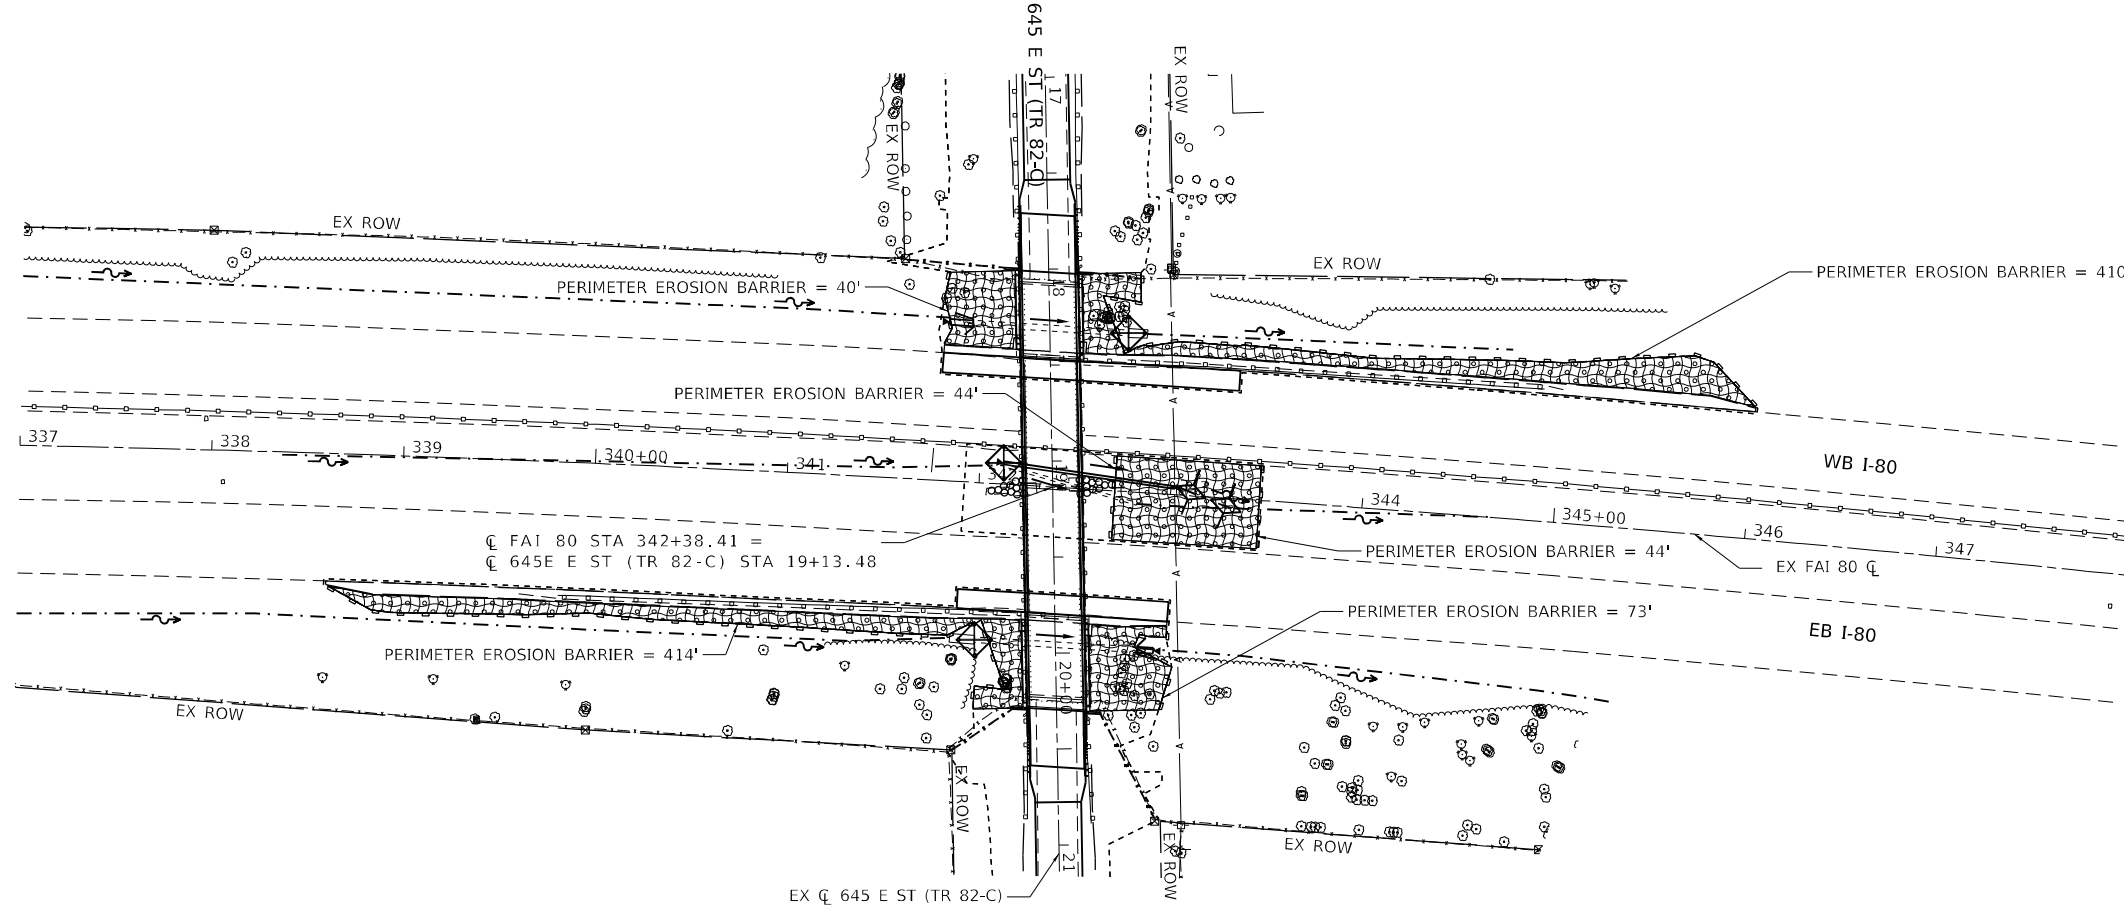 645 E ST (TR 82-C)
EX ROW
17
EX ROW
A
EX ROW
A
EX ROW
EX ROW
PERIMETER EROSION BARRIER = 410
PERIMETER EROSION BARRIER = 40'
18
A
PERIMETER EROSION BARRIER = 44'
A
337
338
339
340+00
341
WB I-80
344
345+00
346
347
℄ FAI 80 STA 342+38.41 =
℄ 645E E ST (TR 82-C) STA 19+13.48
PERIMETER EROSION BARRIER = 44'
EX FAI 80 ℄
A
PERIMETER EROSION BARRIER = 73'
EB I-80
PERIMETER EROSION BARRIER = 414'
A
20+00
EX ROW
A
EX ROW
EX ROW
EX ROW
21
EX ℄ 645 E ST (TR 82-C)